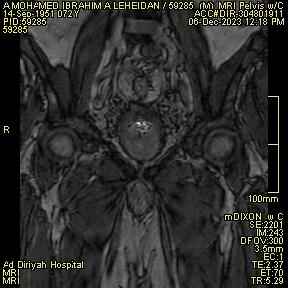 A MOHAMED IBRAHIM A LEHEIDAN / 59285 (M) MRI Pelvis w/C
14-Sep-1951 072Y ACC#DIR-304801911
PID:59285 06-Dec-2023 12:18 PM
59285
R
100mm
mDIXON w C
SE:2201
IM:243
DFOV:300
3.5mm
EC:1
Ad Diriyah Hospital TE:2.37
MRI ET:70
MRI TR:5.29